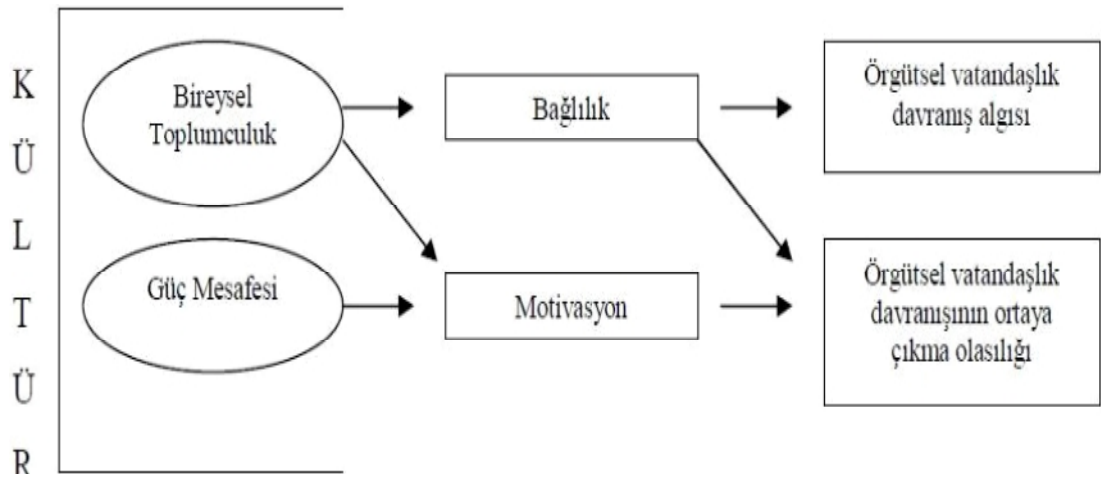 K
Ü
L
T
Ü
R
Bireysel
Toplumculuk
Güç Mesafesi
Bağlılık
Motivasyon
Örgütsel vatandaşlık
davranış algısı
Örgütsel vatandaşlık
davranışının ortaya
çıkma olasılığı